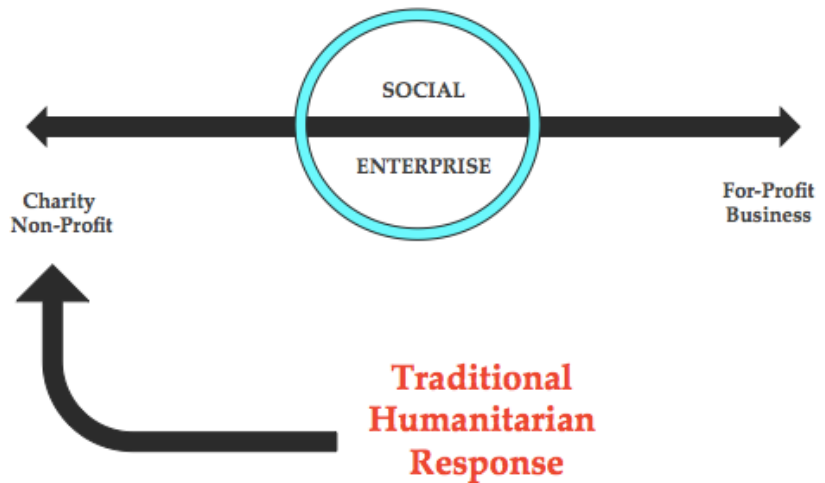 SOCIAL
ENTERPRISE
Charity
Non-Profit
For-Profit
Business
Traditional
Humanitarian
Response